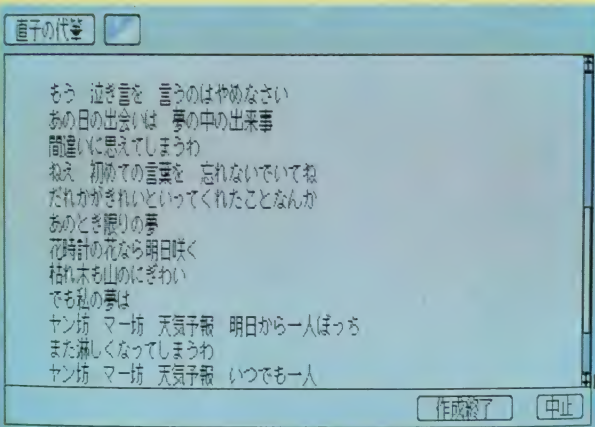 直子の代筆
もう　泣き言を　言うのはやめなさい
あの日の出会いは　夢の中の出来事
間違いに思えてしまうわ
ねえ　初めての言葉を　忘れないでいてね
だれかがきれいといってくれたことなんか
あのとき限りの夢
花時計の花なら明日咲く
枯れ木も山のにぎわい
でも私の夢は
ヤン坊　マー坊　天気予報　明日から一人ぼっち
また淋しくなってしまうわ
ヤン坊　マー坊　天気予報　いつでも一人
作成終了　中止